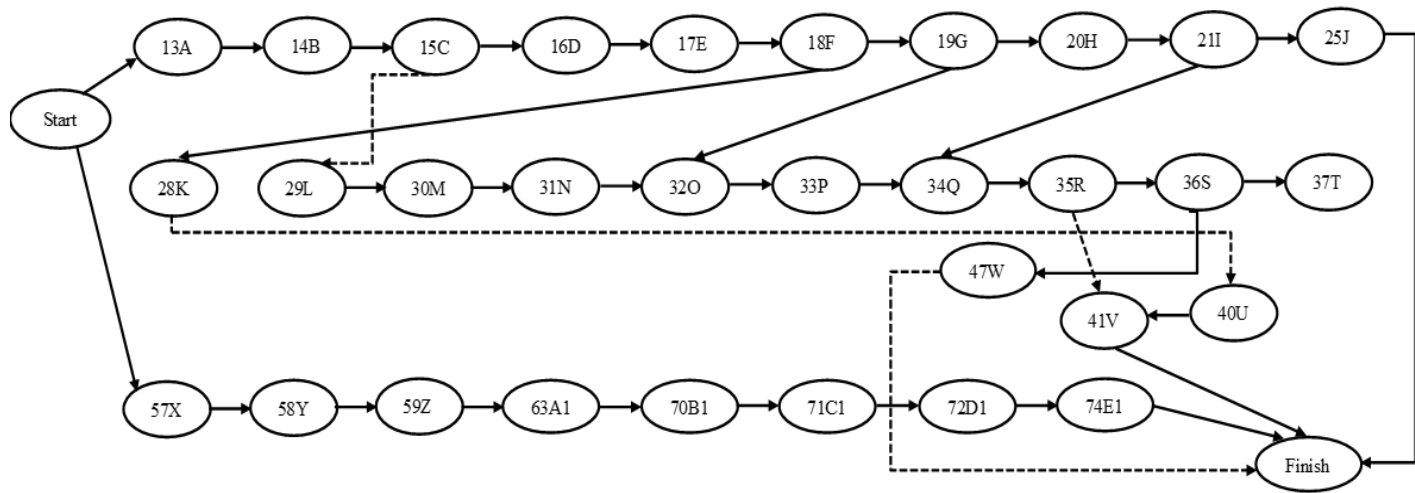 13A
14B
15C
16D
17E
18F
19G
20H
21I
25J
Start
28K
29L
30M
31N
32O
33P
34Q
35R
36S
37T
47W
41V
40U
57X
58Y
59Z
63A1
70B1
71C1
72D1
74E1
Finish